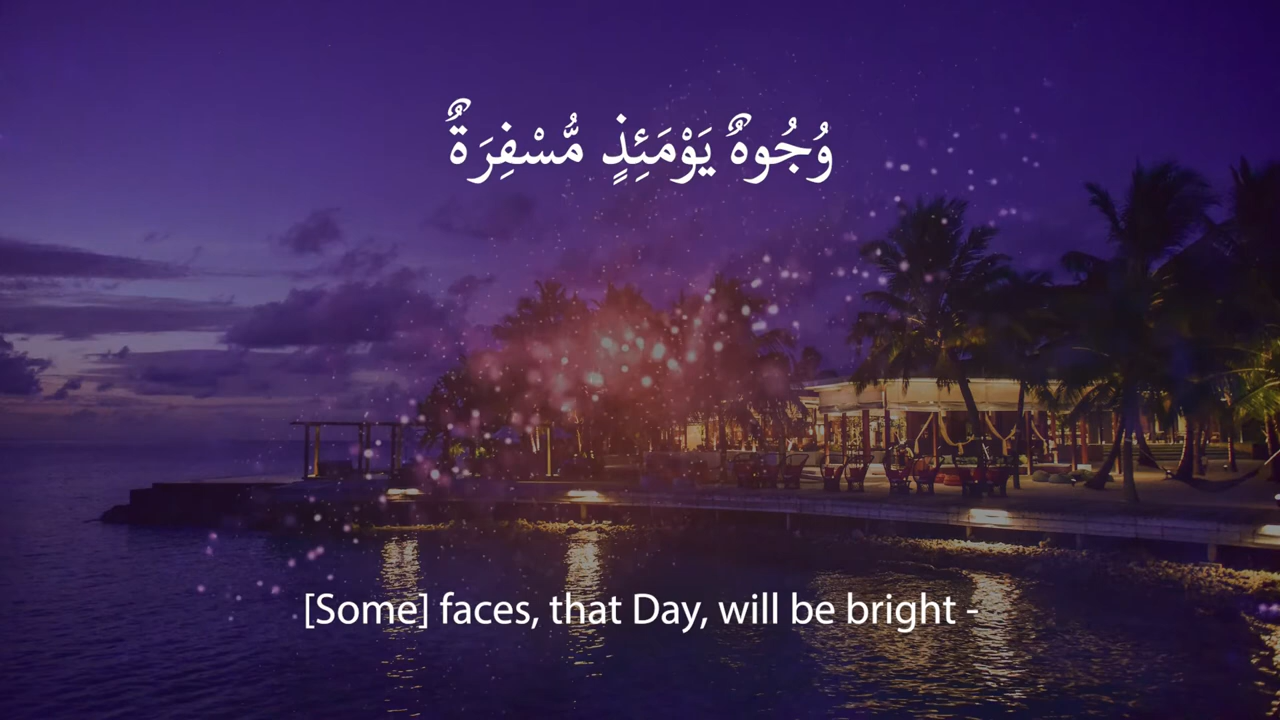 وُجُوهٌ يَوْمَئِذٍ مُّسْفِرَةٌ
[Some] faces, that Day, will be bright -